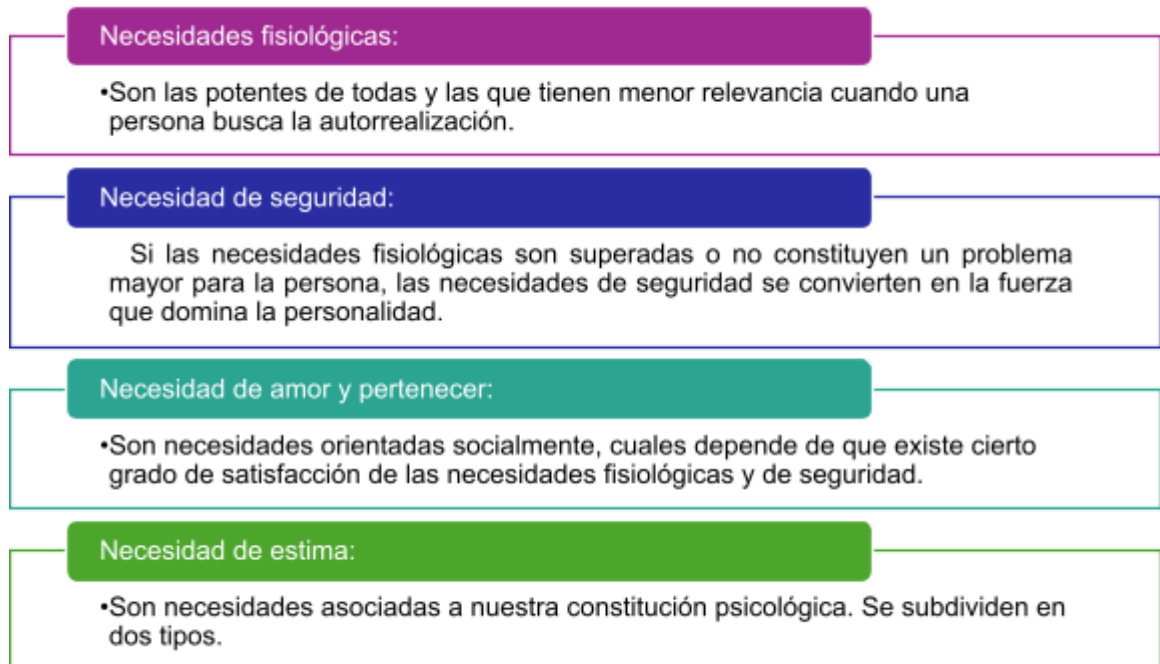 Necesidades fisiológicas:
•Son las potentes de todas y las que tienen menor relevancia cuando una
persona busca la autorrealización.
Necesidad de seguridad:
Si las necesidades fisiológicas son superadas o no constituyen un problema
mayor para la persona, las necesidades de seguridad se convierten en la fuerza
que domina la personalidad.
Necesidad de amor y pertenecer:
•Son necesidades orientadas socialmente, cuales depende de que existe cierto
grado de satisfacción de las necesidades fisiológicas y de seguridad.
Necesidad de estima:
•Son necesidades asociadas a nuestra constitución psicológica. Se subdividen en
dos tipos.